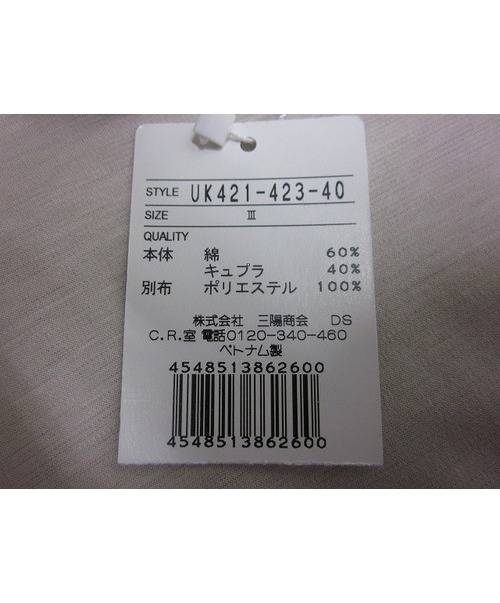 STYLE UK421-423-40
SIZE Ⅲ
QUALITY
本体 綿 60%
キュプラ 40%
別布 ポリエステル 100%
株式会社 三陽商会 DS
C.R.室 電話0120-340-460
ベトナム製
4548513862600
4548513862600